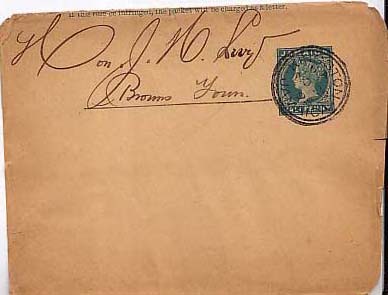 If this rule be infringed, the packet will be charged as a letter.
Hon. J. H. Levy
Browns Town.